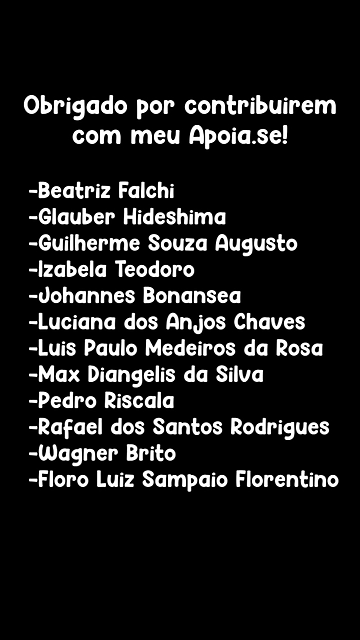 Obrigado por contribuirem
com meu Apoia.se!
-Beatriz Falchi
-Glauber Hideshima
-Guilherme Souza Augusto
-Izabela Teodoro
-Johannes Bonansea
-Luciana dos Anjos Chaves
-Luis Paulo Medeiros da Rosa
-Max Diangelis da Silva
-Pedro Riscala
-Rafael dos Santos Rodrigues
-Wagner Brito
-Floro Luiz Sampaio Florentino